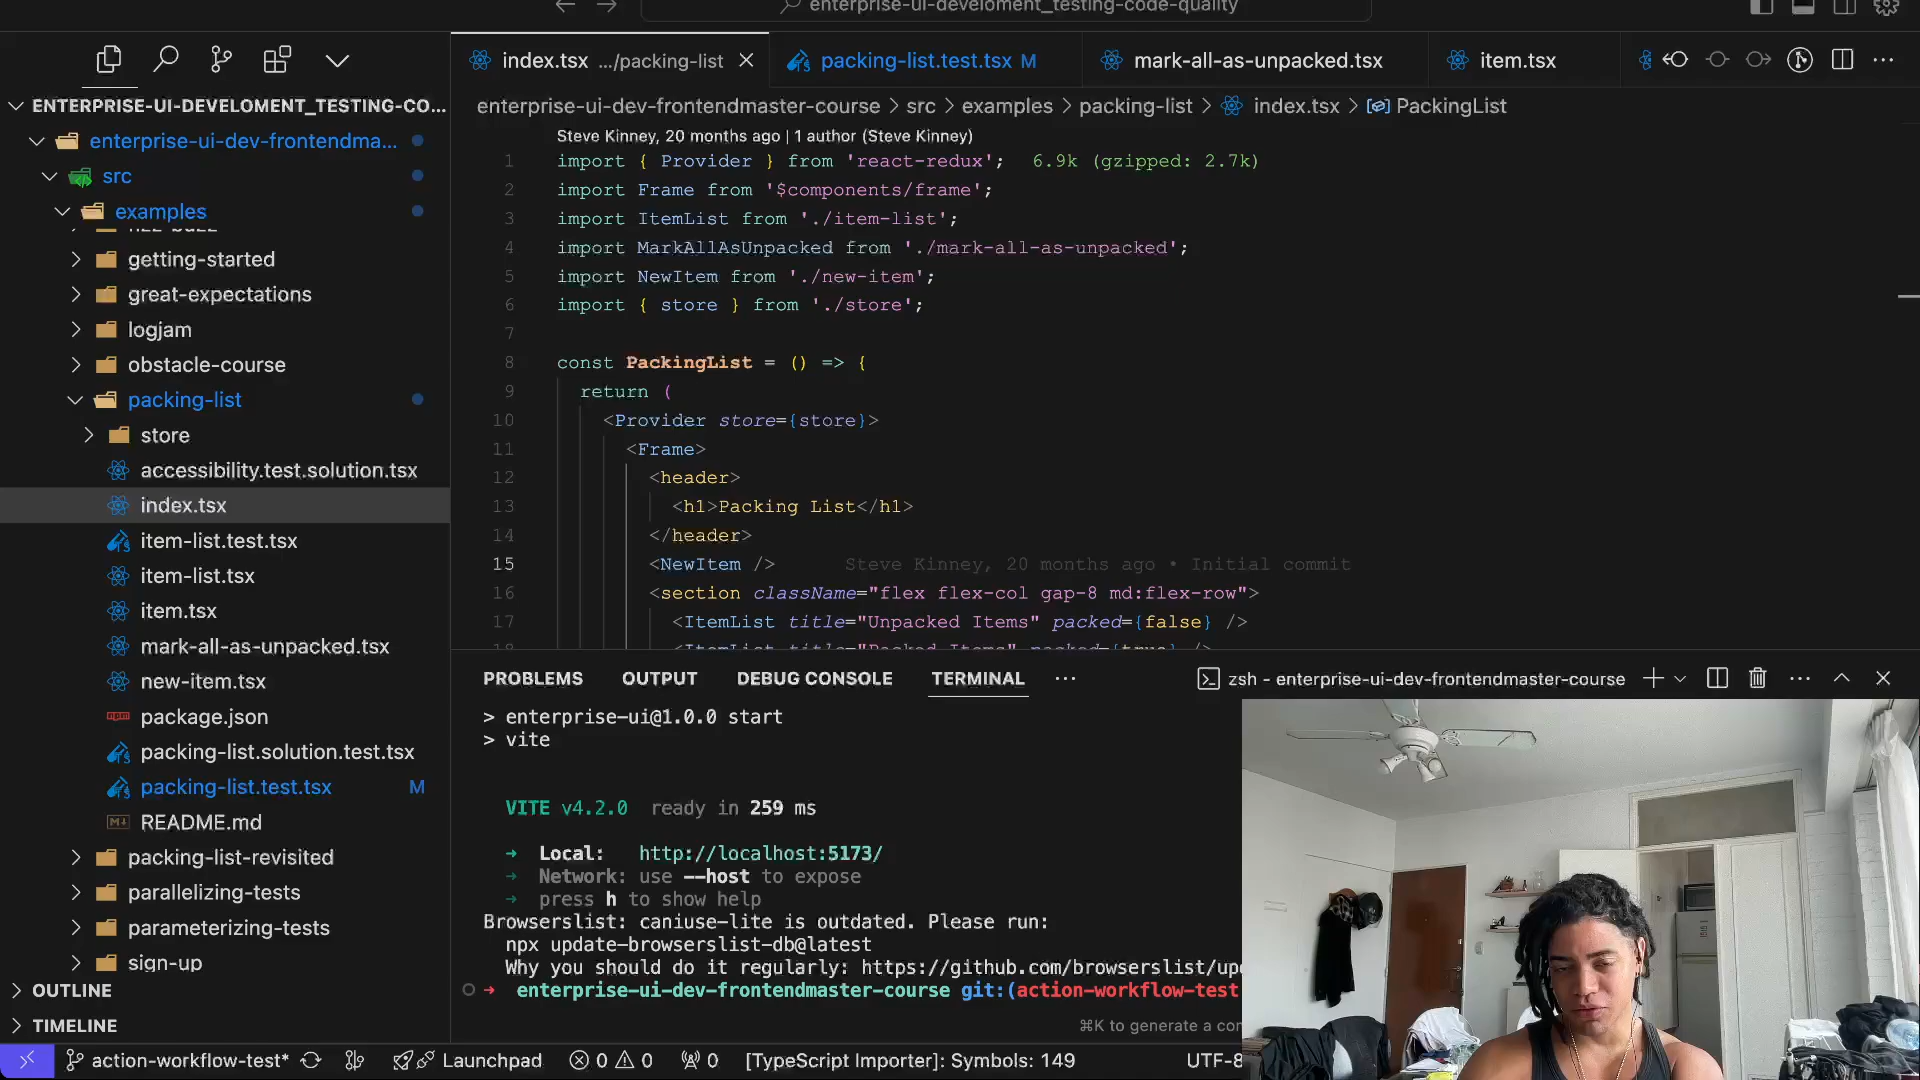 enterprise-ui-develoment_testing-code-quality
index.tsx .../packing-list
packing-list.test.tsx M
mark-all-as-unpacked.tsx
item.tsx
ENTERPRISE-UI-DEVELOMENT_TESTING-CO...
enterprise-ui-dev-frontendma...
src
examples
getting-started
great-expectations
logjam
obstacle-course
packing-list
store
accessibility.test.solution.tsx
index.tsx
item-list.test.tsx
item-list.tsx
item.tsx
mark-all-as-unpacked.tsx
new-item.tsx
package.json
packing-list.solution.test.tsx
packing-list.test.tsx M
README.md
packing-list-revisited
parallelizing-tests
parameterizing-tests
sign-up
OUTLINE
TIMELINE
enterprise-ui-dev-frontendmaster-course > src > examples > packing-list > index.tsx > PackingList
Steve Kinney, 20 months ago | 1 author (Steve Kinney)
1 import { Provider } from 'react-redux'; 6.9k (gzipped: 2.7k)
2 import Frame from '$components/frame';
3 import ItemList from './item-list';
4 import MarkAllAsUnpacked from './mark-all-as-unpacked';
5 import NewItem from './new-item';
6 import { store } from './store';
7
8 const PackingList = () => {
9 return (
10 <Provider store={store}>
11 <Frame>
12 <header>
13 <h1>Packing List</h1>
14 </header>
15 <NewItem /> Steve Kinney, 20 months ago • Initial commit
16 <section className="flex flex-col gap-8 md:flex-row">
17 <ItemList title="Unpacked Items" packed={false} />
18 <ItemList title="Packed Items" packed={true} />
PROBLEMS OUTPUT DEBUG CONSOLE TERMINAL ...
zsh - enterprise-ui-dev-frontendmaster-course
> enterprise-ui@1.0.0 start
> vite
VITE v4.2.0 ready in 259 ms
➜ Local: http://localhost:5173/
➜ Network: use --host to expose
➜ press h to show help
Browserslist: caniuse-lite is outdated. Please run:
npx update-browserslist-db@latest
Why you should do it regularly: https://github.com/browserslist/up
➜ enterprise-ui-dev-frontendmaster-course git:(action-workflow-test
⌘K to generate a co
action-workflow-test* Launchpad 0 0 0 [TypeScript Importer]: Symbols: 149 UTF-8